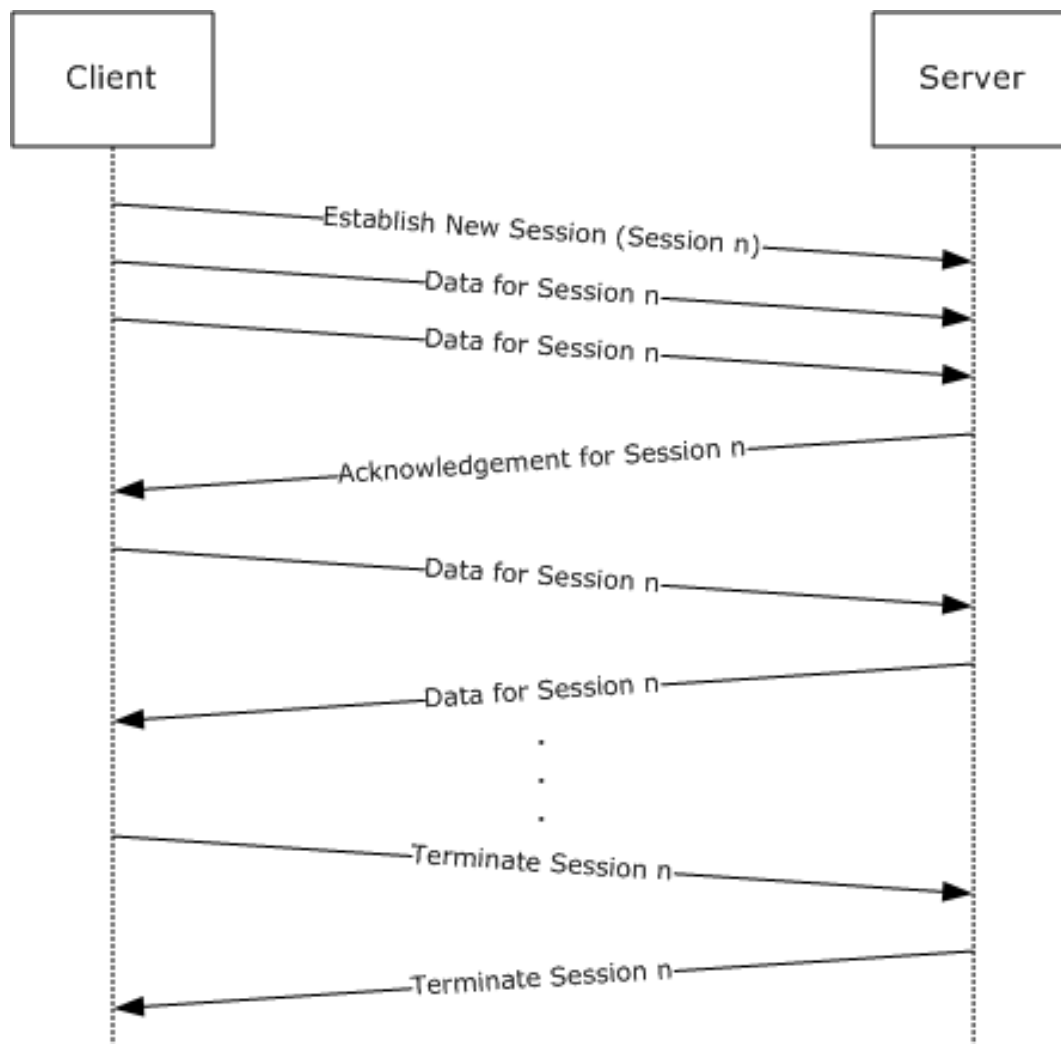 Client
Server
Establish New Session (Session n)
Data for Session n
Data for Session n
Acknowledgement for Session n
Data for Session n
Data for Session n
.
.
.
Terminate Session n
Terminate Session n